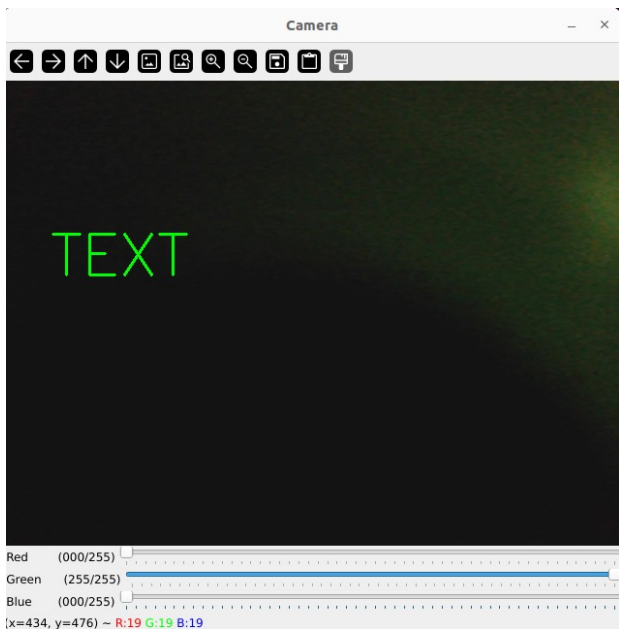 Camera
TEXT
Red (000/255)
Green (255/255)
Blue (000/255)
(x=434, y=476) ~ R:19 G:19 B:19